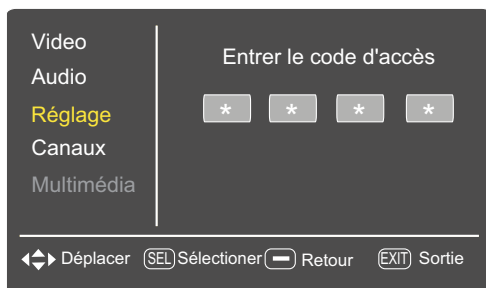 Video
Audio
Réglage
Canaux
Multimédia
Entrer le code d'accès
* * * *
Déplacer SEL Sélectioner Retour EXIT Sortie